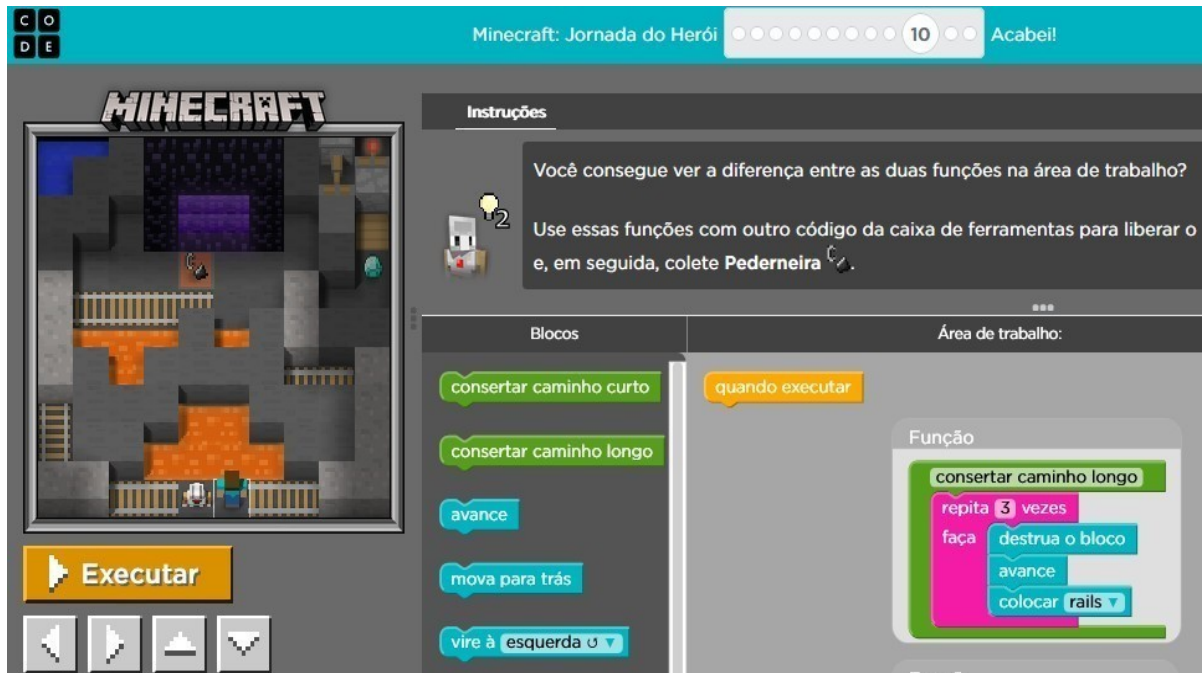 C O
D E
Minecraft: Jornada do Herói
10
Acabei!
MINECRAFT
Instruções
Você consegue ver a diferença entre as duas funções na área de trabalho?
2
Use essas funções com outro código da caixa de ferramentas para liberar o
e, em seguida, colete Pederneira.
Blocos
Área de trabalho:
consertar caminho curto
quando executar
consertar caminho longo
Função
consertar caminho longo
repita 3 vezes
faça destrua o bloco
avance
colocar rails
avance
mova para trás
vire à esquerda ↺
Executar